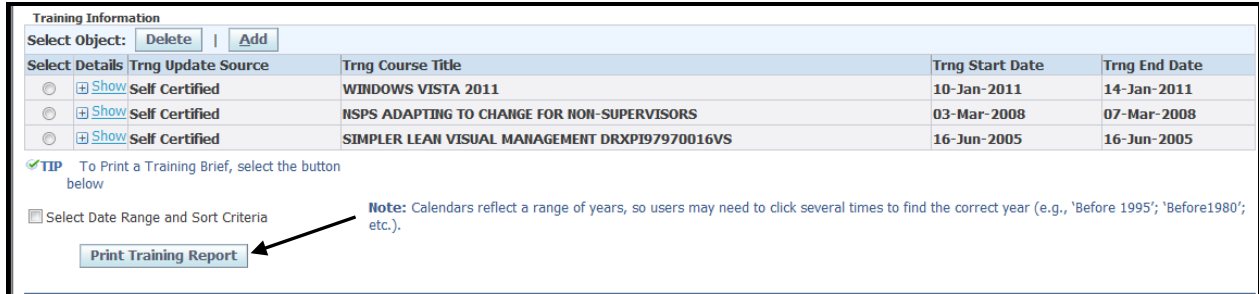 Training Information
Select Object: Delete | Add
Select Details Trng Update Source Trng Course Title Trng Start Date Trng End Date
Show Self Certified WINDOWS VISTA 2011 10-Jan-2011 14-Jan-2011
Show Self Certified NSPS ADAPTING TO CHANGE FOR NON-SUPERVISORS 03-Mar-2008 07-Mar-2008
Show Self Certified SIMPLER LEAN VISUAL MANAGEMENT DRXPI97970016VS 16-Jun-2005 16-Jun-2005
TIP To Print a Training Brief, select the button
below
Select Date Range and Sort Criteria
Note: Calendars reflect a range of years, so users may need to click several times to find the correct year (e.g., ‘Before 1995’; ‘Before1980’;
etc.).
Print Training Report